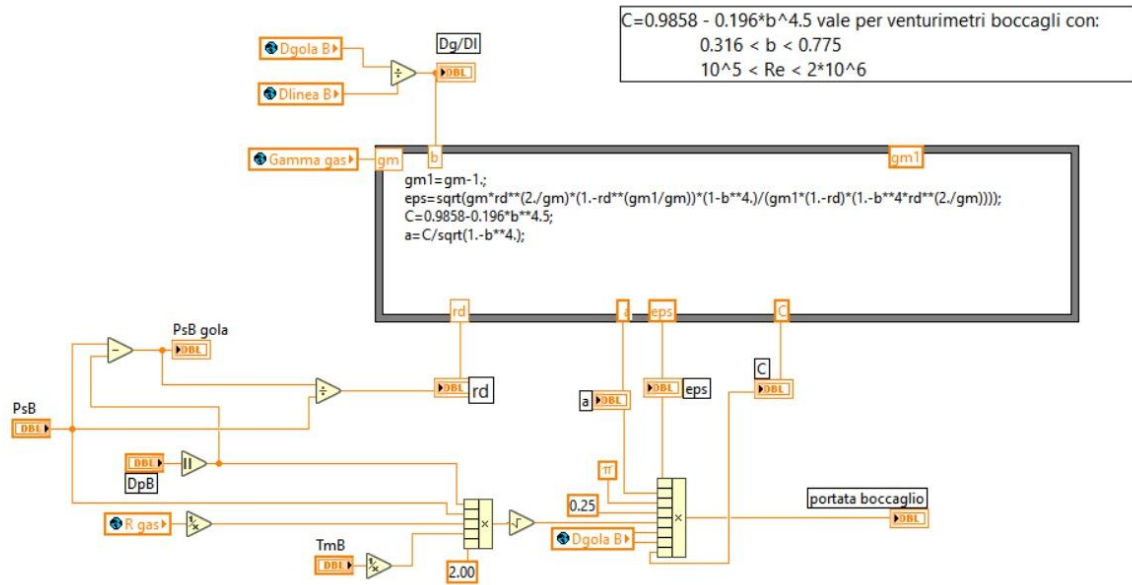 C=0.9858 - 0.196*b^4.5 vale per venturimetri boccagli con:
0.316 < b < 0.775
10^5 < Re < 2*10^6
Dg/Dl
Dgola B
DBL
Dlinea B
Gamma gas
gm
b
gm1
gm1=gm-1.;
eps=sqrt(gm*rd**(2./gm)*(1.-rd**(gm1/gm))*(1-b**4.)/(gm1*(1.-rd)*(1.-b**4*rd**(2./gm))));
C=0.9858-0.196*b**4.5;
a=C/sqrt(1.-b**4.);
rd
a
eps
C
PsB gola
DBL
C
DBL
rd
DBL
eps
DBL
a
DBL
PsB
DBL
DBL
DpB
π
0.25
portata boccaglio
DBL
R gas
1/x
Dgola B
TmB
DBL
1/x
2.00